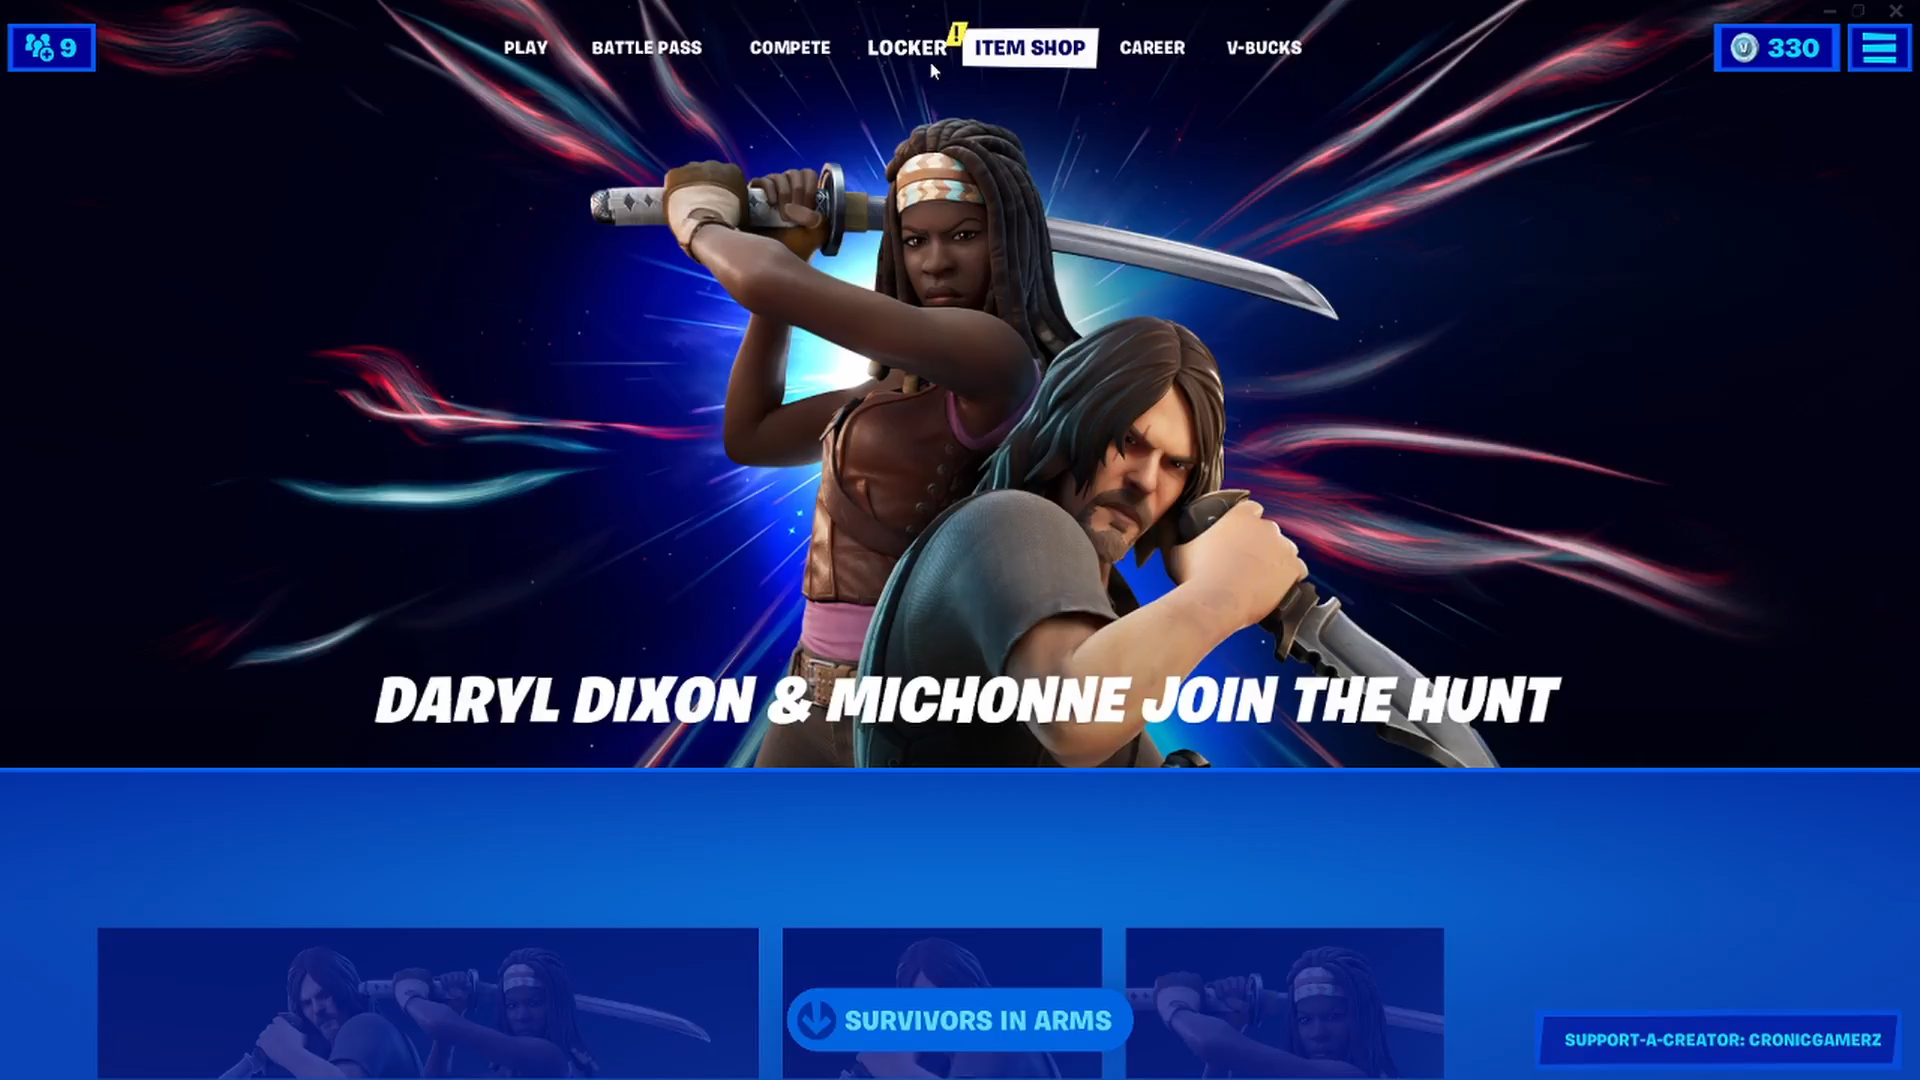 9
PLAY
BATTLE PASS
COMPETE
LOCKER
!
ITEM SHOP
CAREER
V-BUCKS
V
330
DARYL DIXON & MICHONNE JOIN THE HUNT
SURVIVORS IN ARMS
SUPPORT-A-CREATOR: CRONICGAMERZ